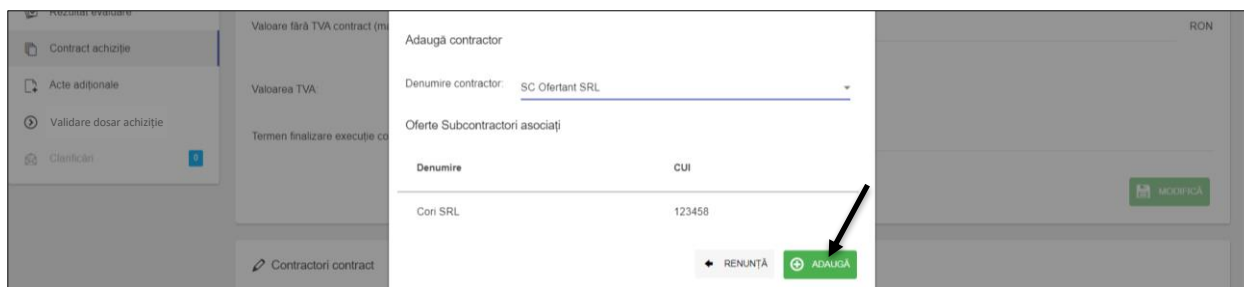 Rezultat evaluare
Contract achiziție
Acte adiționale
Validare dosar achiziție
Clarificări
0
Valoare fără TVA contract (ma
RON
Valoarea TVA:
Termen finalizare execuție co
MODIFICĂ
Contractori contract
Adaugă contractor
Denumire contractor: SC Ofertant SRL
Oferte Subcontractori asociați
Denumire CUI
Cori SRL 123458
RENUNȚĂ ADAUGĂ